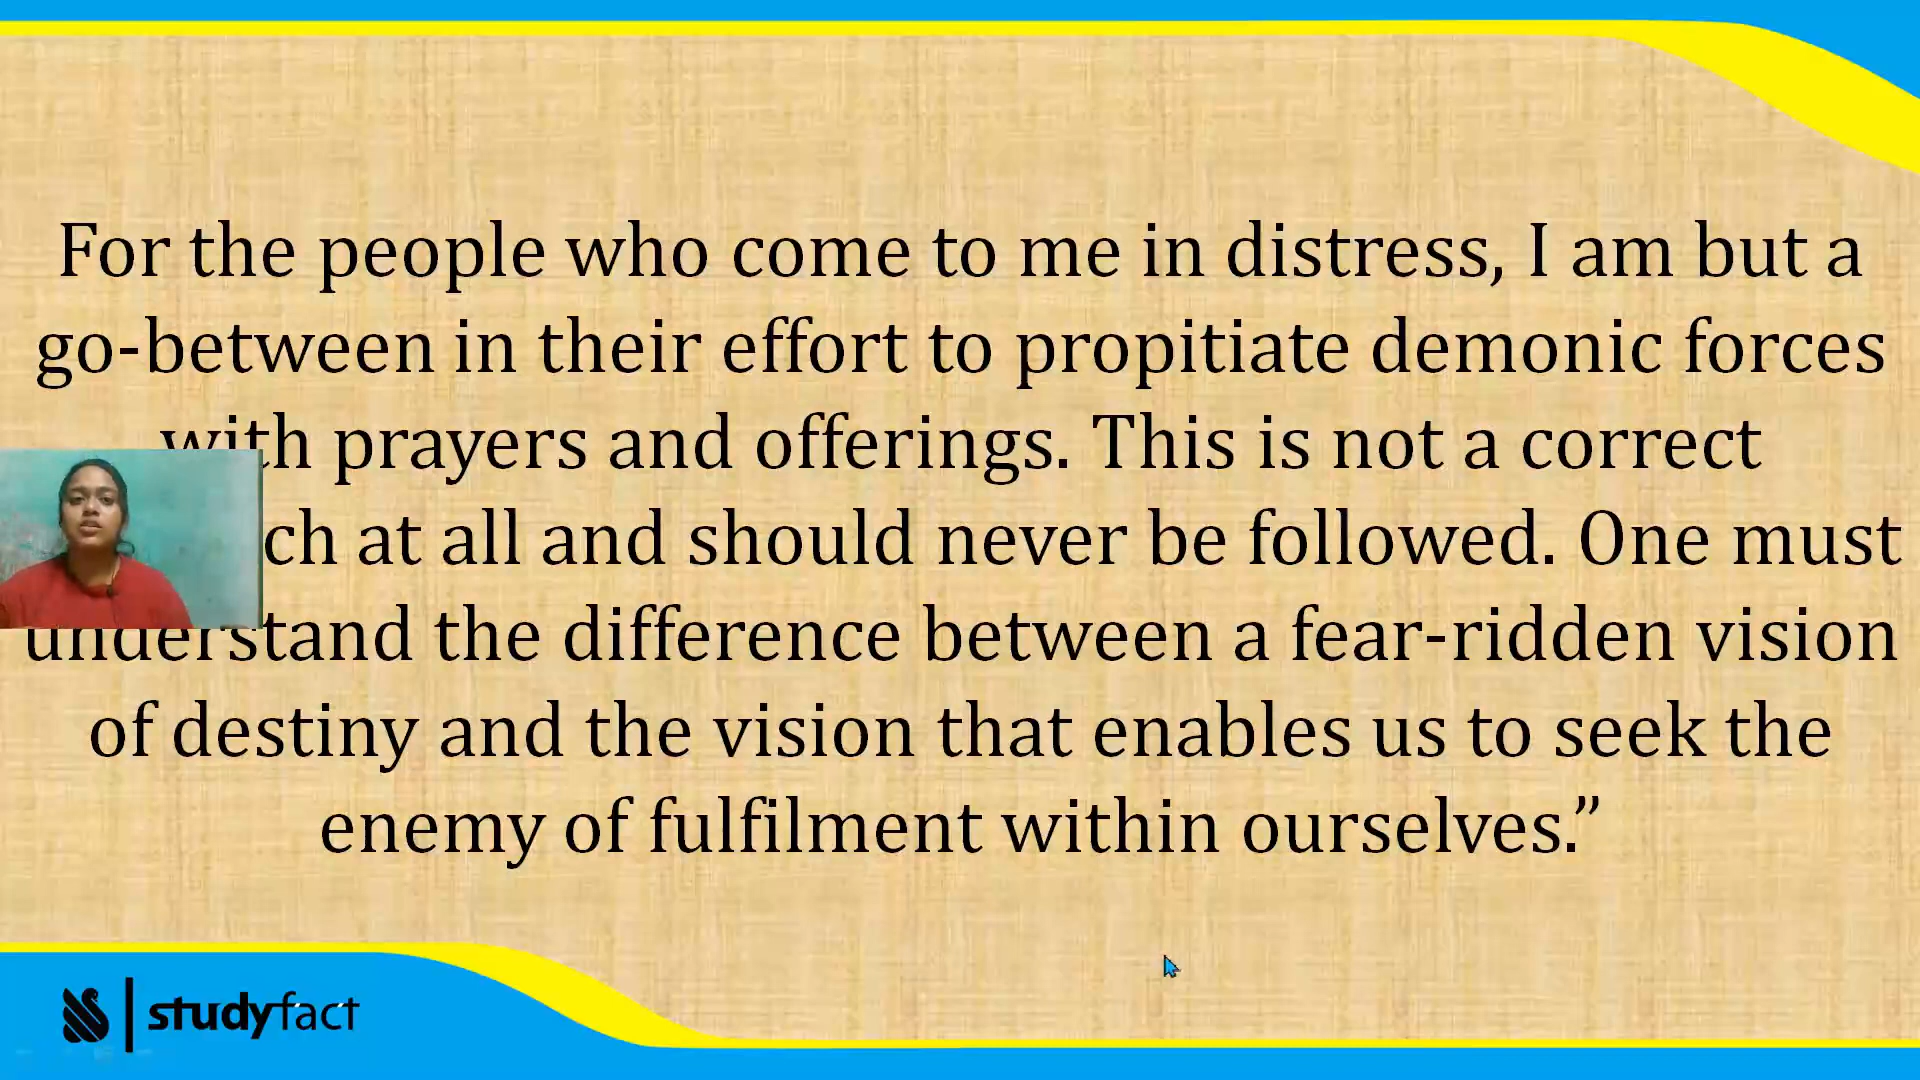 For the people who come to me in distress, I am but a
go-between in their effort to propitiate demonic forces
with prayers and offerings. This is not a correct
ch at all and should never be followed. One must
understand the difference between a fear-ridden vision
of destiny and the vision that enables us to seek the
enemy of fulfilment within ourselves.”
studyfact